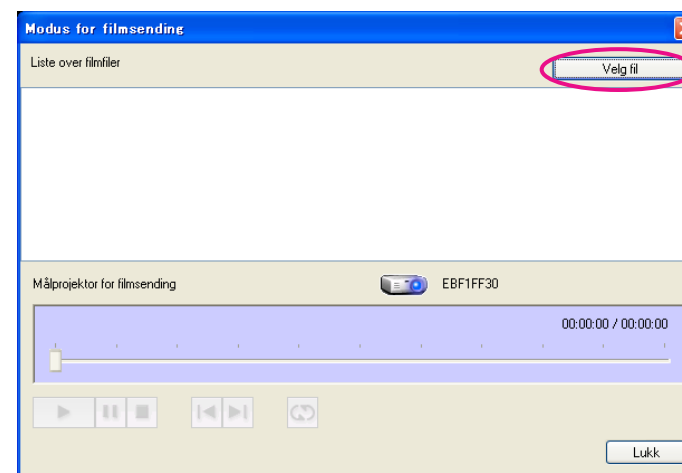 Modus for filmsending
Liste over filmfiler
Velg fil
Målprojektor for filmsending
EBF1FF30
00:00:00 / 00:00:00
Lukk